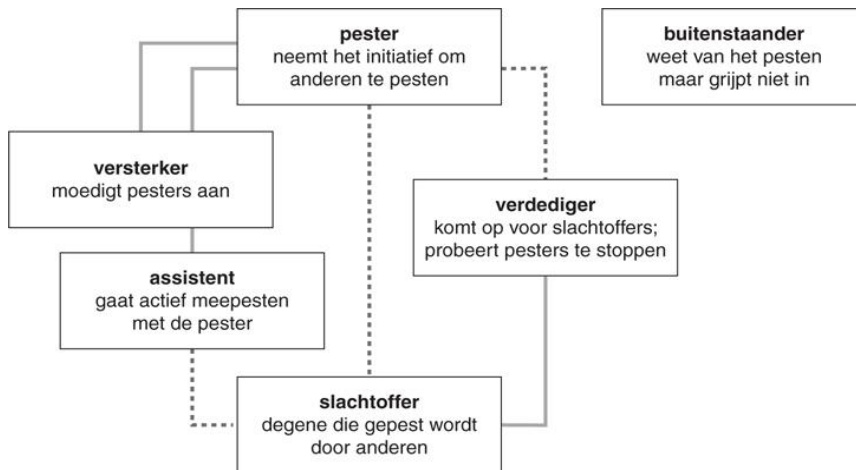 pester
neemt het initiatief om
anderen te pesten
buitenstaander
weet van het pesten
maar grijpt niet in
versterker
moedigt pesters aan
verdediger
komt op voor slachtoffers;
probeert pesters te stoppen
assistent
gaat actief meepesten
met de pester
slachtoffer
degene die gepest wordt
door anderen